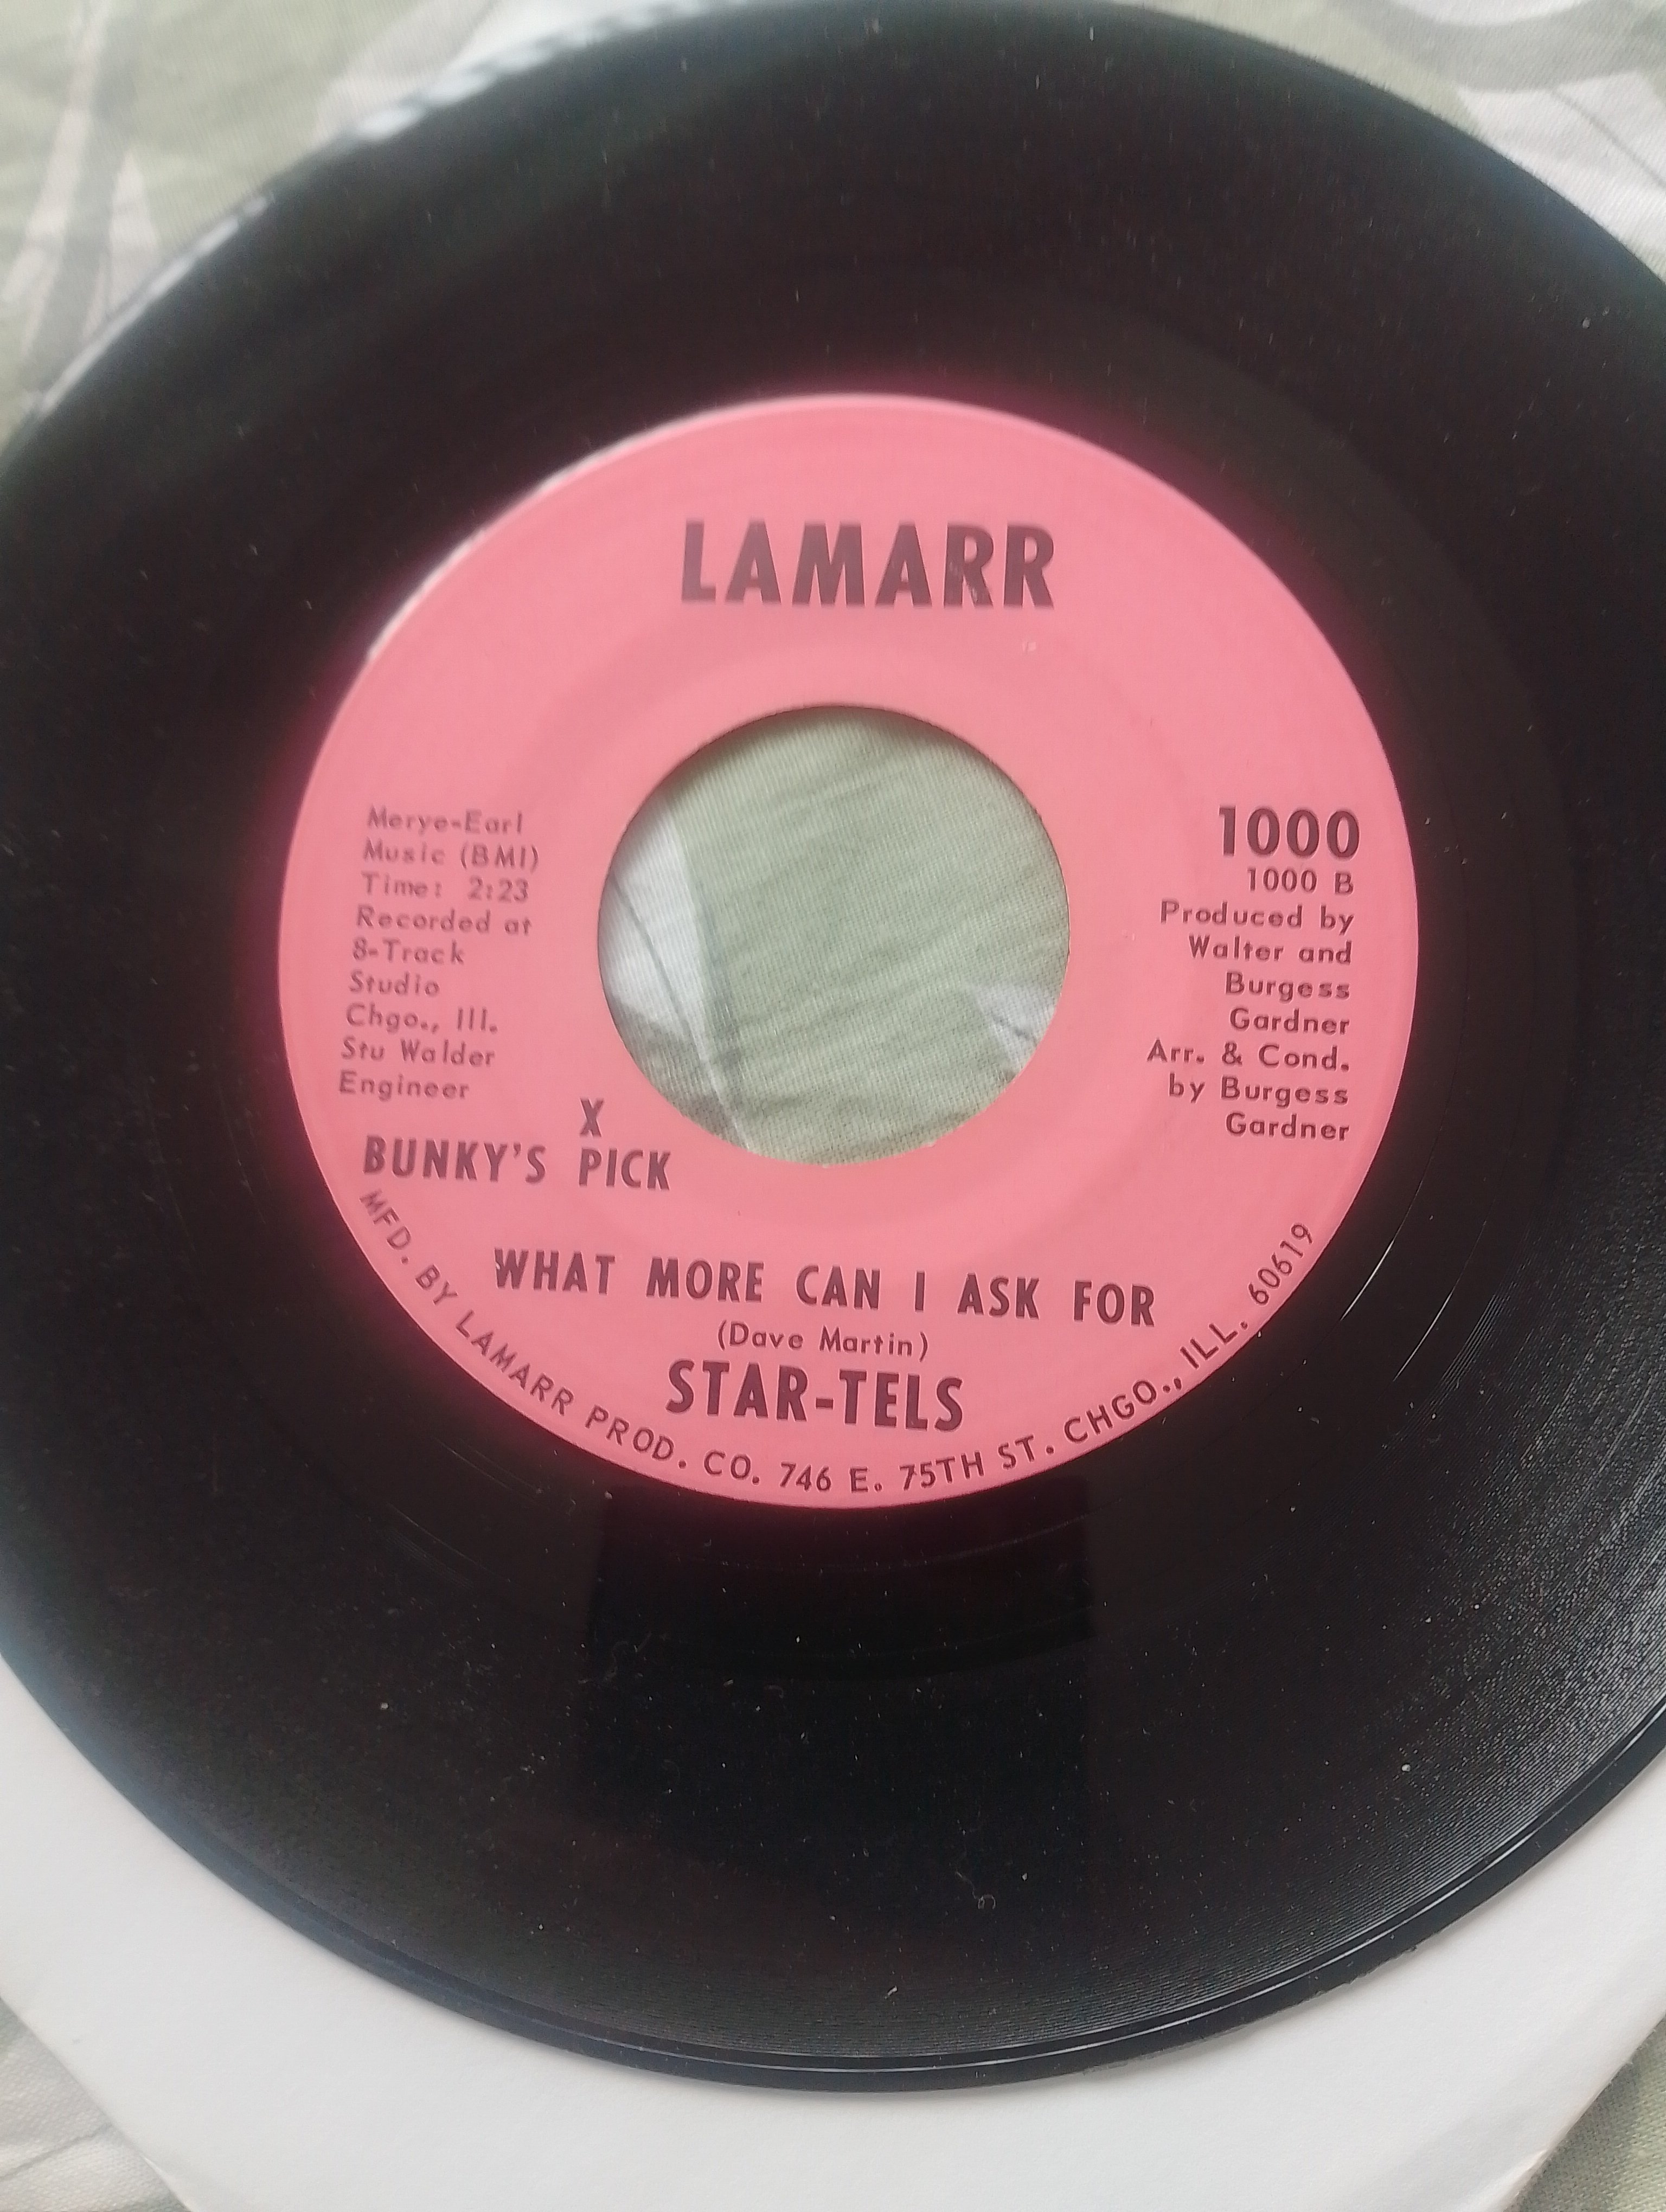 LAMARR
Merye-Earl
Music (BMI)
Time: 2:23
Recorded at
8-Track
Studio
Chgo., Ill.
Stu Walder
Engineer
1000
1000 B
Produced by
Walter and
Burgess
Gardner
Arr. & Cond.
by Burgess
Gardner
X
BUNKY'S PICK
WHAT MORE CAN I ASK FOR
(Dave Martin)
STAR-TELS
MFD. BY LAMARR PROD. CO. 746 E. 75TH ST. CHGO., ILL. 60619